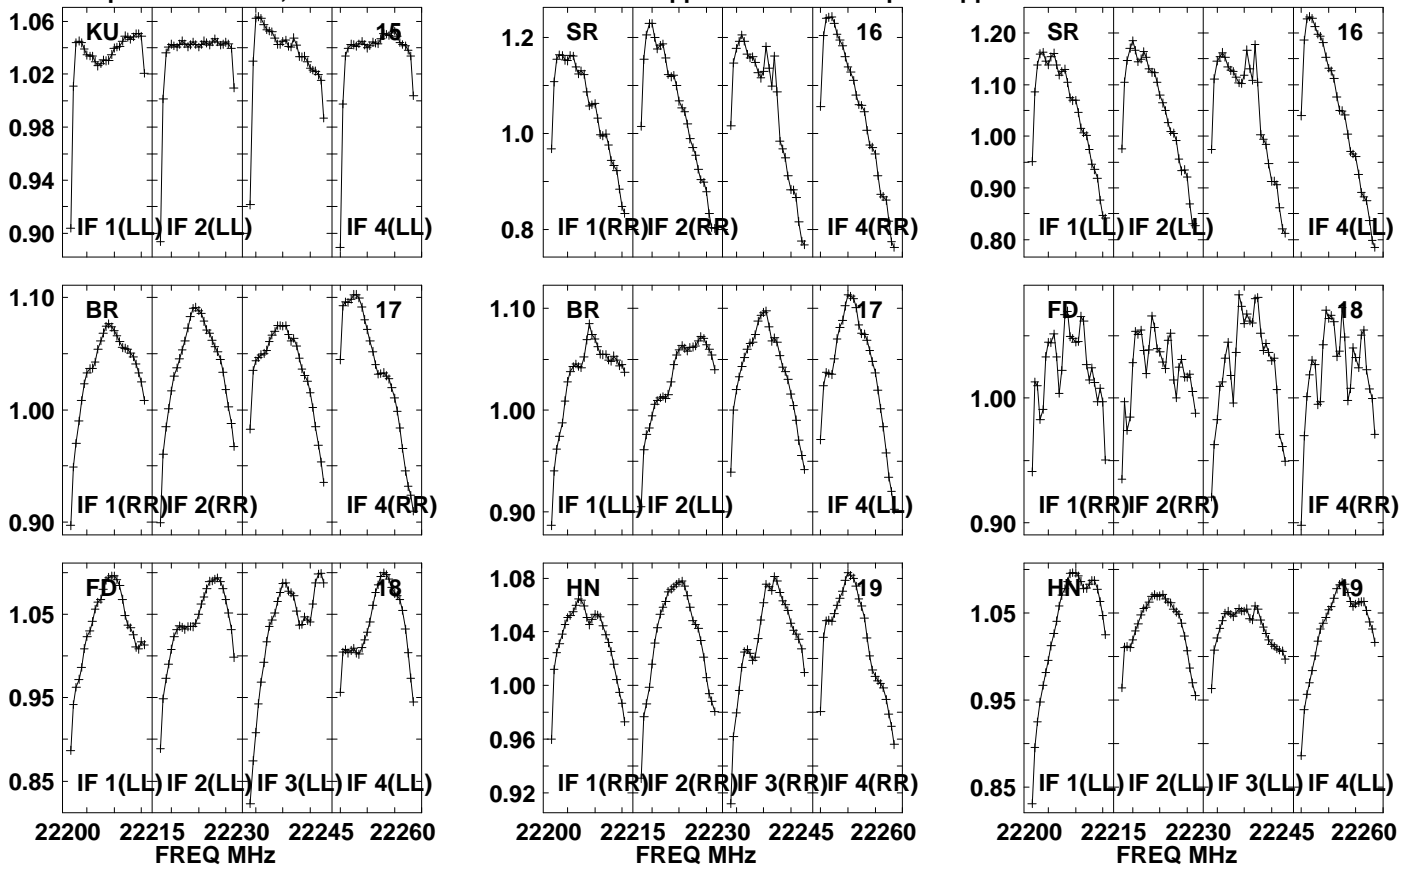 KU 15 SR 16 SR 16
1.06 1.2 1.20
1.02 1.10
0.98 1.0 1.00
0.94 0.90
0.90 0.8 0.80
IF 1(LL) IF 2(LL) IF 4(LL) IF 1(RR) IF 2(RR) IF 4(RR) IF 1(LL) IF 2(LL) IF 4(LL)
BR 17 BR 17 FD 18
1.10 1.10
1.00 1.00 1.00
0.90 0.90 0.90
IF 1(RR) IF 2(RR) IF 4(RR) IF 1(LL) IF 2(LL) IF 4(LL) IF 1(RR) IF 2(RR) IF 4(RR)
FD 18 HN 19 HN 19
1.05 1.08 1.05
1.04
0.95 1.00 0.95
0.96
0.85 0.92 0.85
IF 1(LL) IF 2(LL) IF 3(LL) IF 4(LL) IF 1(RR) IF 2(RR) IF 3(RR) IF 4(RR) IF 1(LL) IF 2(LL) IF 3(LL) IF 4(LL)
22200 22215 22230 22245 22260 22200 22215 22230 22245 22260 22200 22215 22230 22245 22260
FREQ MHz FREQ MHz FREQ MHz